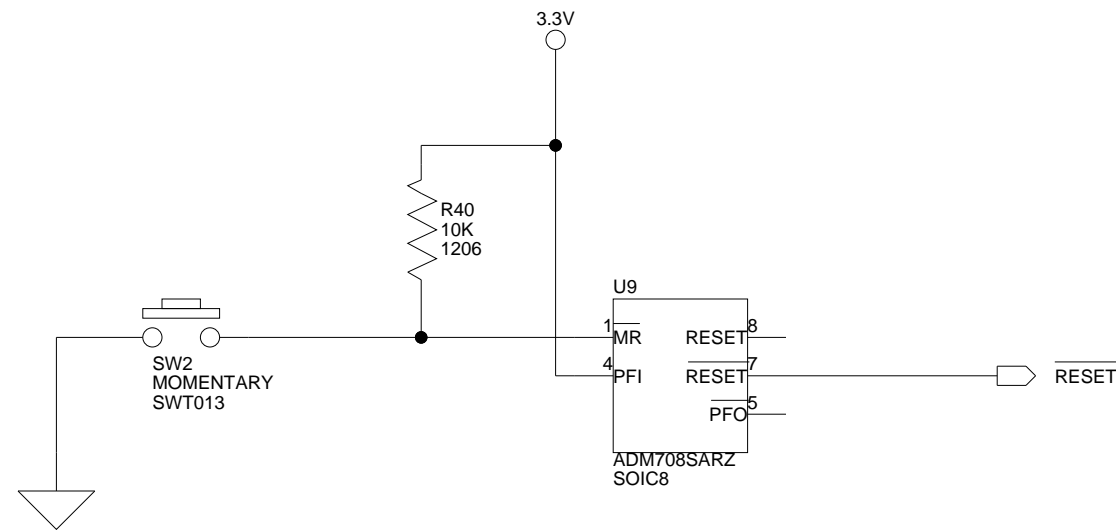 3.3V
R40
10K
1206
U9
1
MR
RESET
8
4
PFI
RESET
7
RESET
PFO
5
SW2
MOMENTARY
SWT013
ADM708SARZ
SOIC8